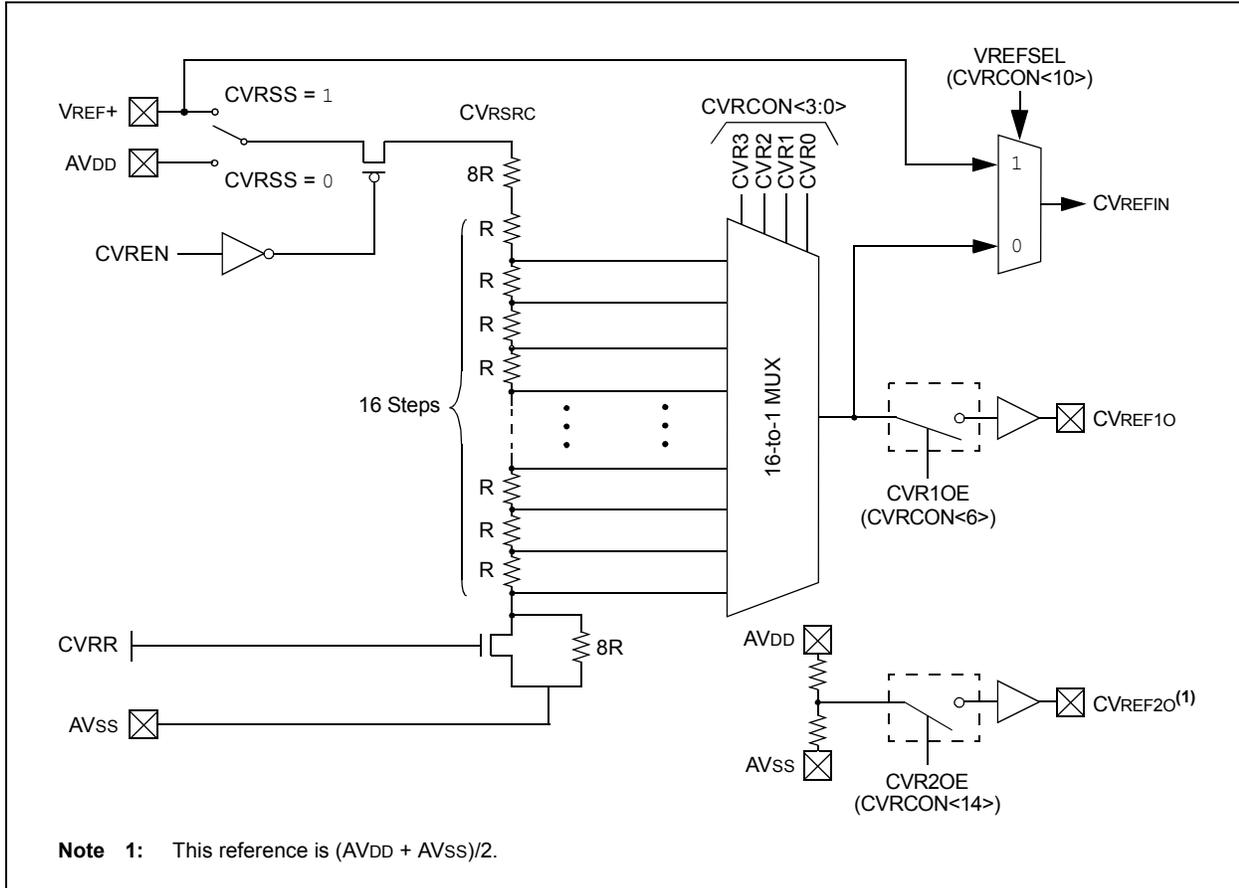 VREFSEL
(CVRCON<10>)
VREF+
CVRSS = 1
CVRSRC
CVRCON<3:0>
CVR3
CVR2
CVR1
CVR0
AVDD
CVRSS = 0
8R
1
CVREFIN
0
CVREN
R
R
R
R
16 Steps
16-to-1 MUX
CVREF1O
R
R
R
CVR1OE
(CVRCON<6>)
CVRR
8R
AVDD
AVSS
CVREF2O(1)
AVSS
CVR2OE
(CVRCON<14>)
Note 1: This reference is (AVDD + AVSS)/2.